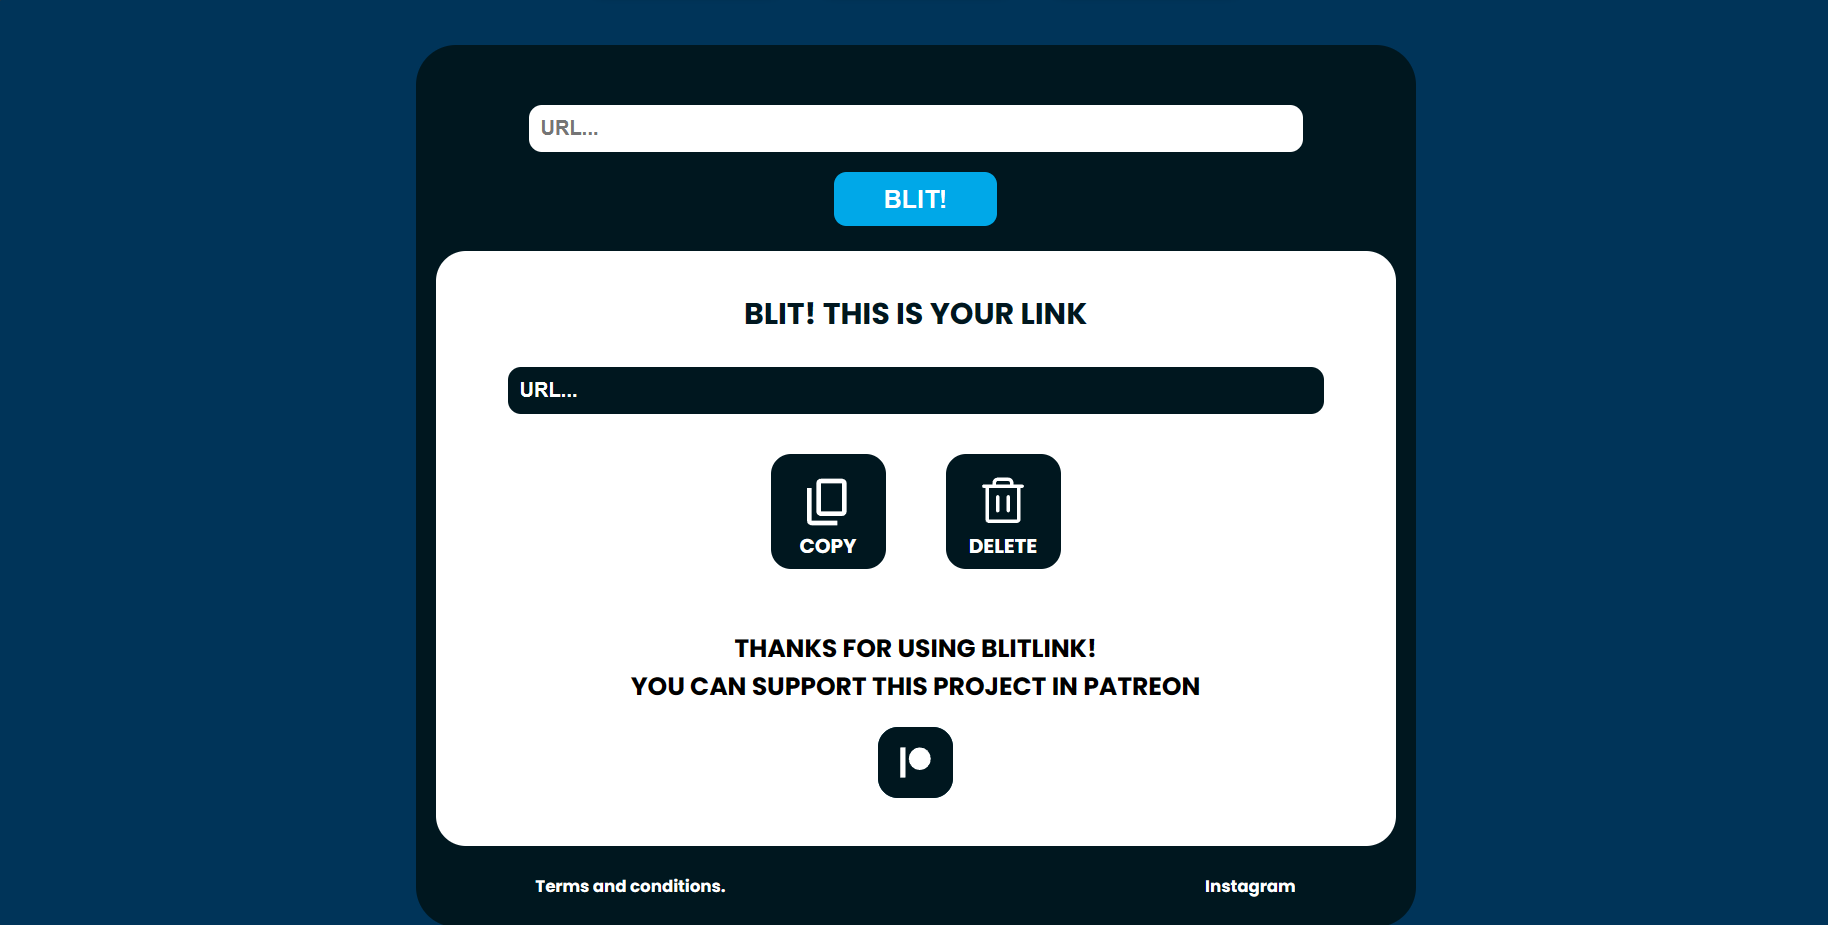 URL...
BLIT!
BLIT! THIS IS YOUR LINK
URL...
COPY
DELETE
THANKS FOR USING BLITLINK!
YOU CAN SUPPORT THIS PROJECT IN PATREON
Terms and conditions.
Instagram